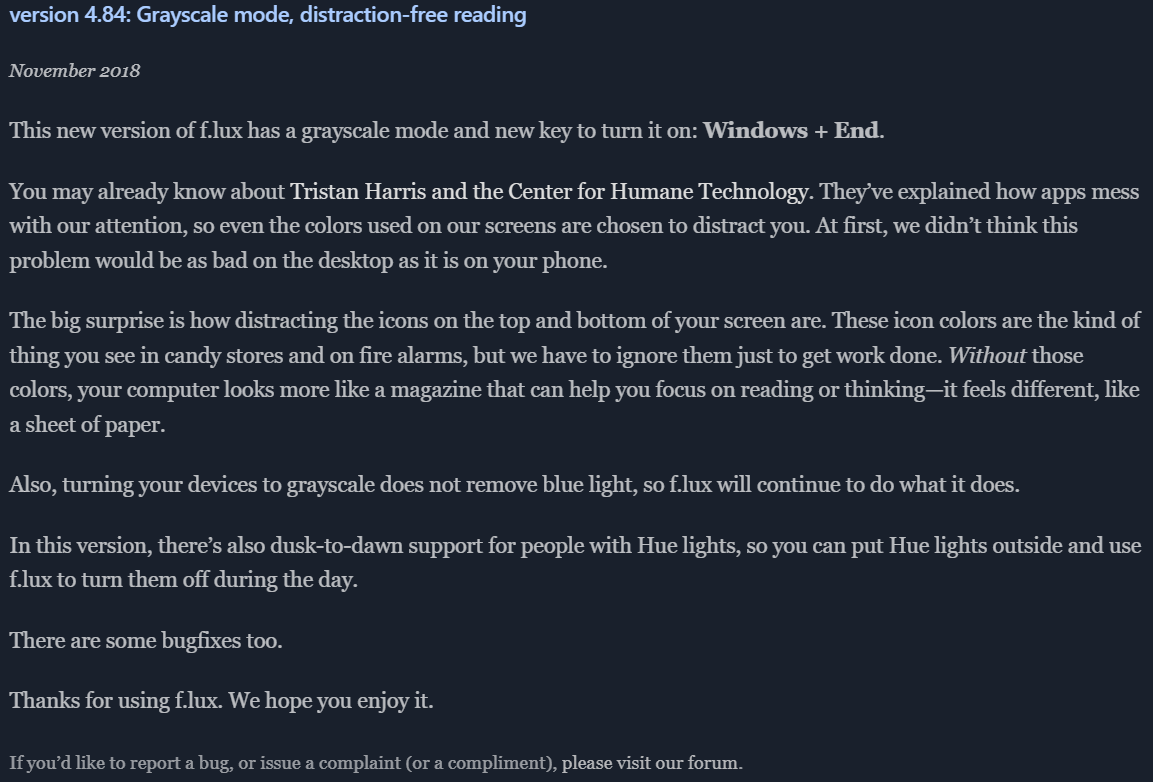 version 4.84: Grayscale mode, distraction-free reading
November 2018
This new version of f.lux has a grayscale mode and new key to turn it on: Windows + End.
You may already know about Tristan Harris and the Center for Humane Technology. They’ve explained how apps mess
with our attention, so even the colors used on our screens are chosen to distract you. At first, we didn’t think this
problem would be as bad on the desktop as it is on your phone.
The big surprise is how distracting the icons on the top and bottom of your screen are. These icon colors are the kind of
thing you see in candy stores and on fire alarms, but we have to ignore them just to get work done. Without those
colors, your computer looks more like a magazine that can help you focus on reading or thinking—it feels different, like
a sheet of paper.
Also, turning your devices to grayscale does not remove blue light, so f.lux will continue to do what it does.
In this version, there’s also dusk-to-dawn support for people with Hue lights, so you can put Hue lights outside and use
f.lux to turn them off during the day.
There are some bugfixes too.
Thanks for using f.lux. We hope you enjoy it.
If you’d like to report a bug, or issue a complaint (or a compliment), please visit our forum.